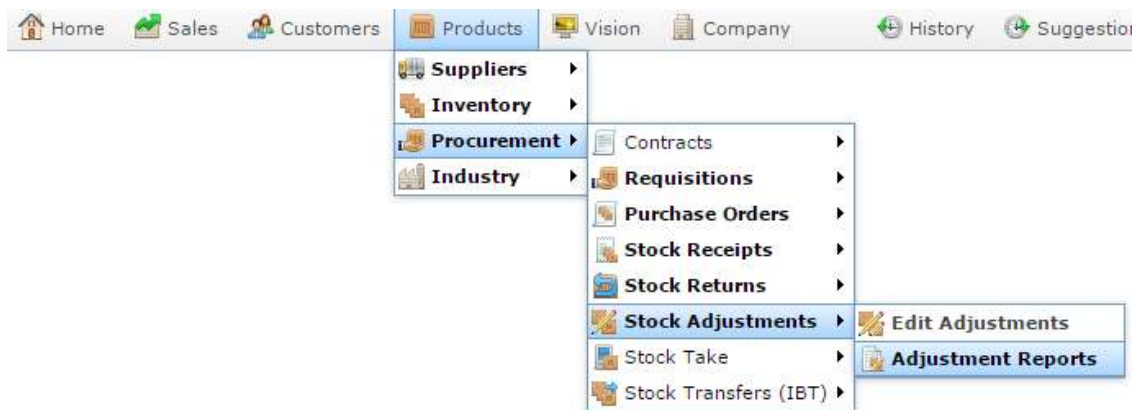 Home Sales Customers Products Vision Company History Suggestion
Suppliers
Inventory
Procurement
Industry
Contracts
Requisitions
Purchase Orders
Stock Receipts
Stock Returns
Stock Adjustments
Stock Take
Stock Transfers (IBT)
Edit Adjustments
Adjustment Reports